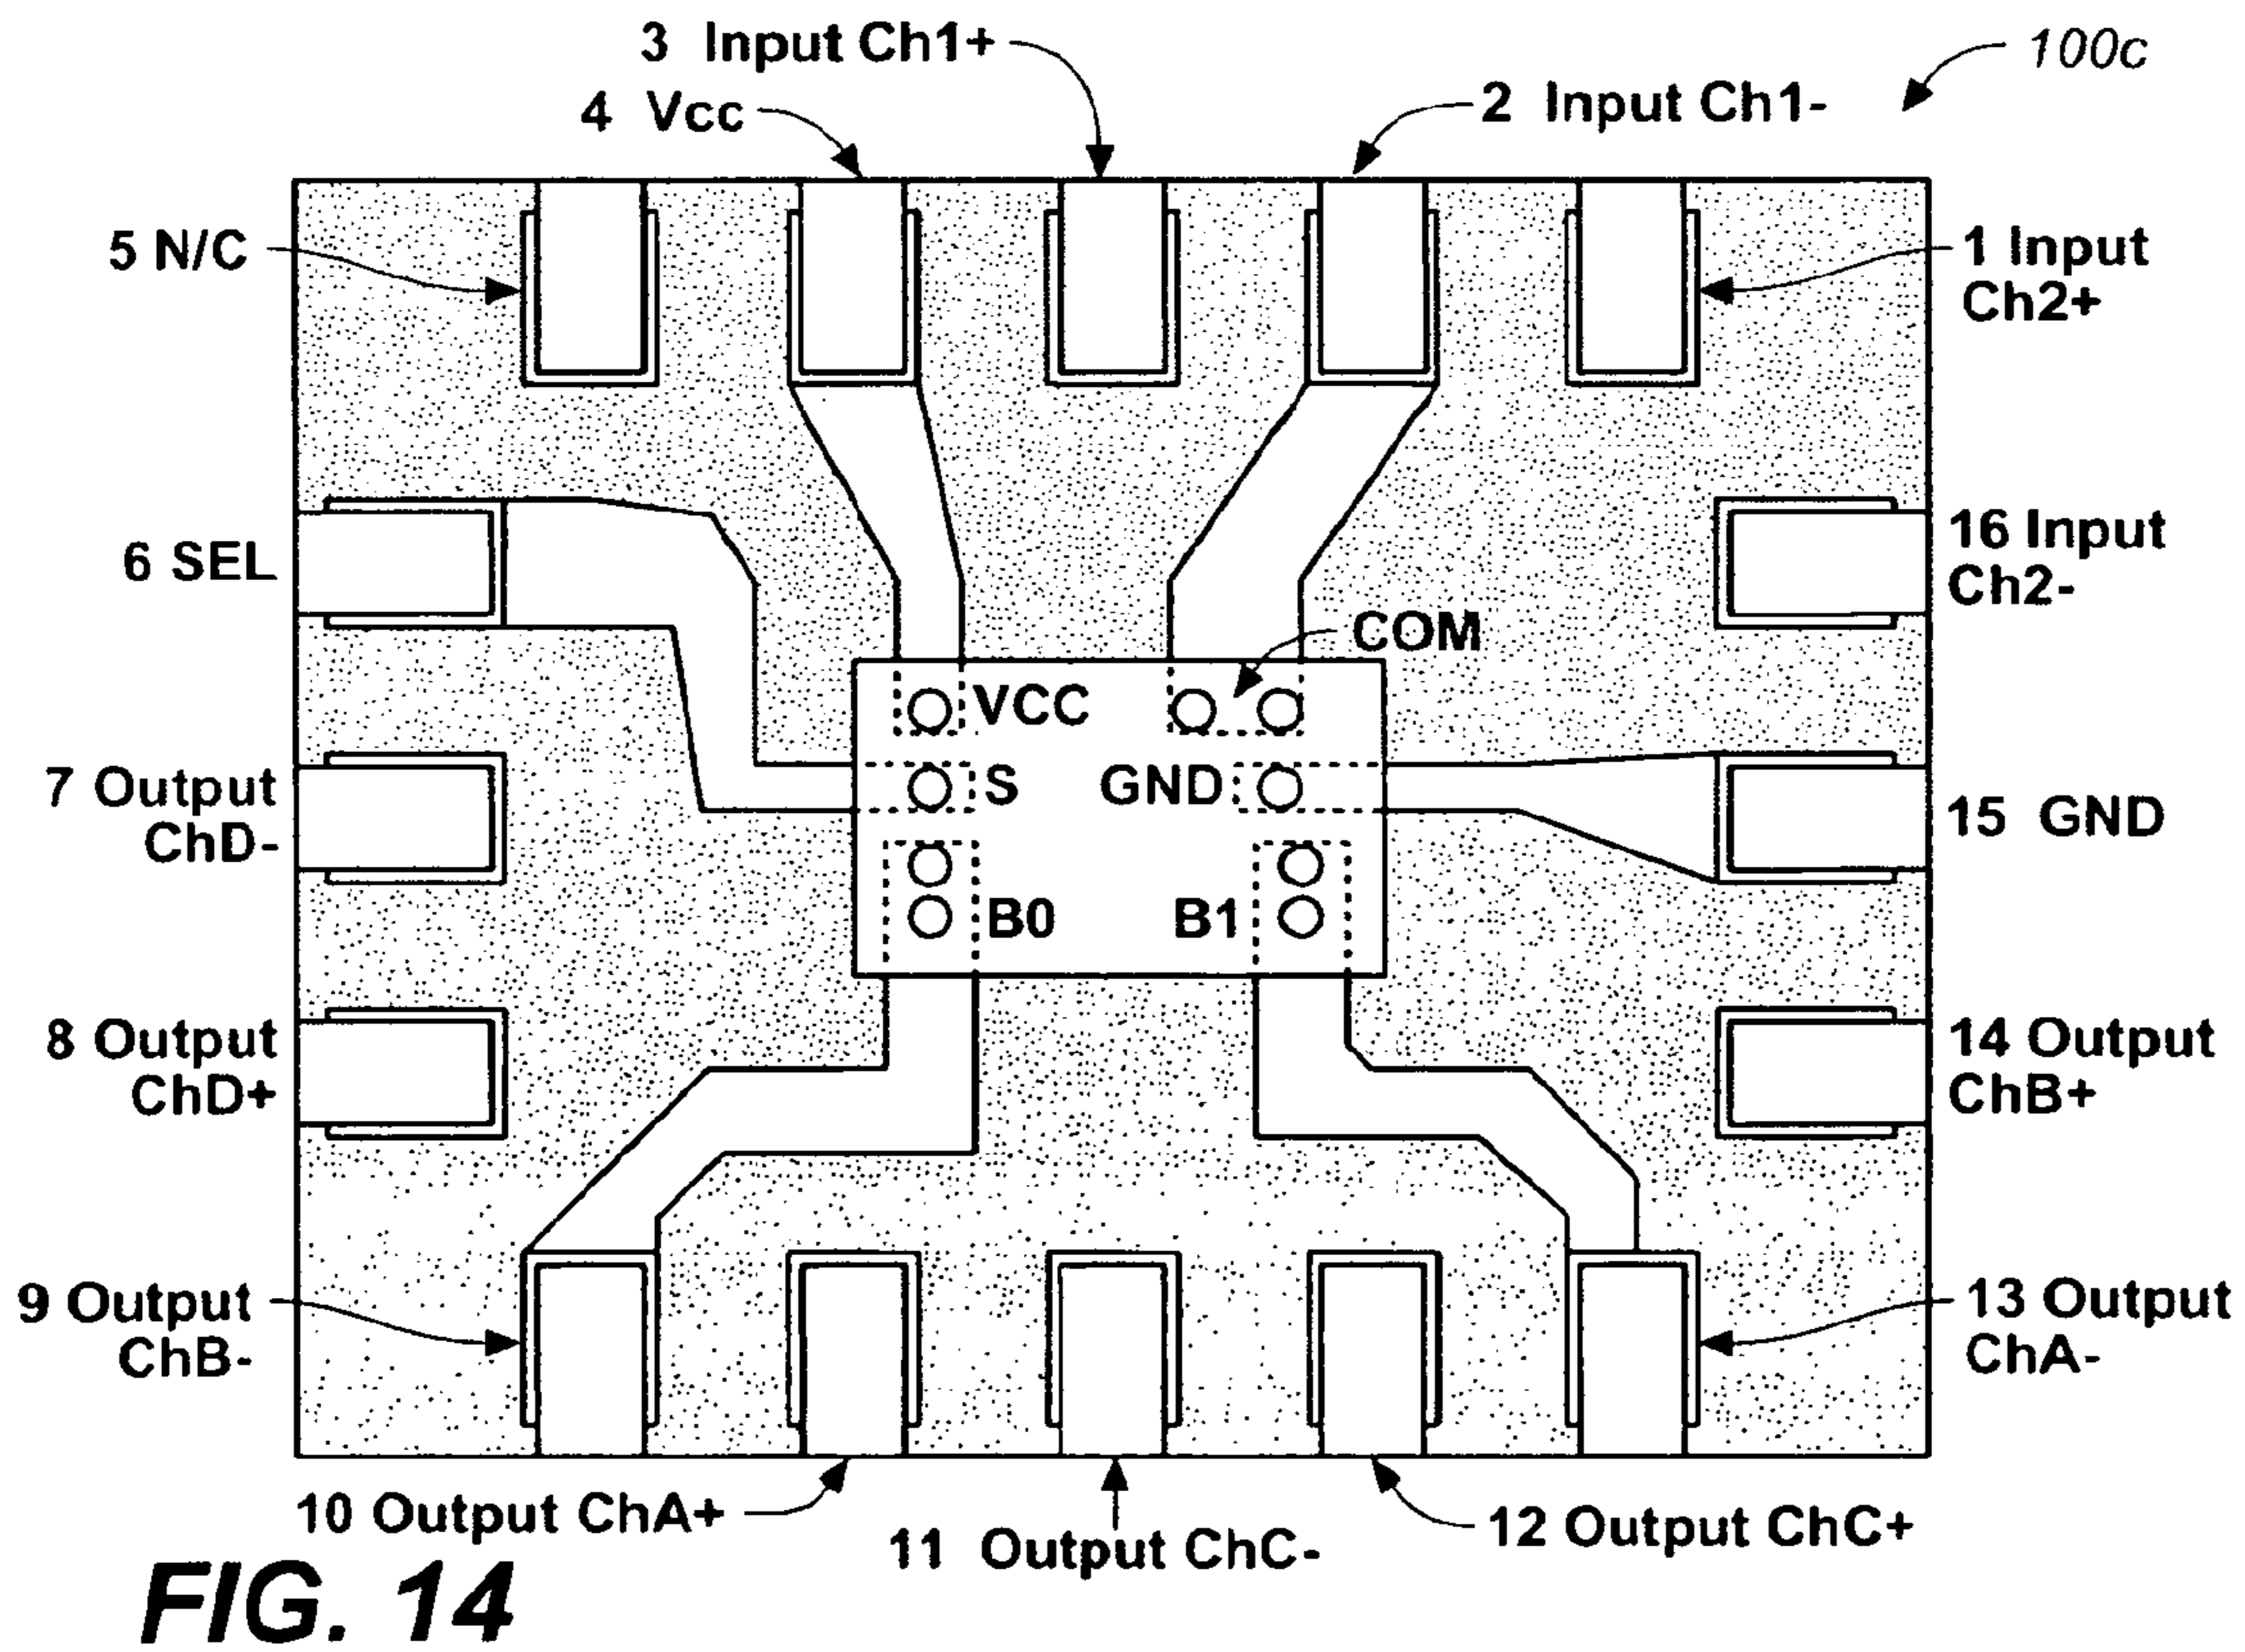 3 Input Ch1+
100c
4 Vcc
2 Input Ch1-
5 N/C
1 Input
Ch2+
6 SEL
16 Input
Ch2-
COM
VCC
S
GND
7 Output
ChD-
15 GND
B0
B1
8 Output
ChD+
14 Output
ChB+
9 Output
ChB-
13 Output
ChA-
10 Output ChA+
11 Output ChC-
12 Output ChC+
FIG. 14